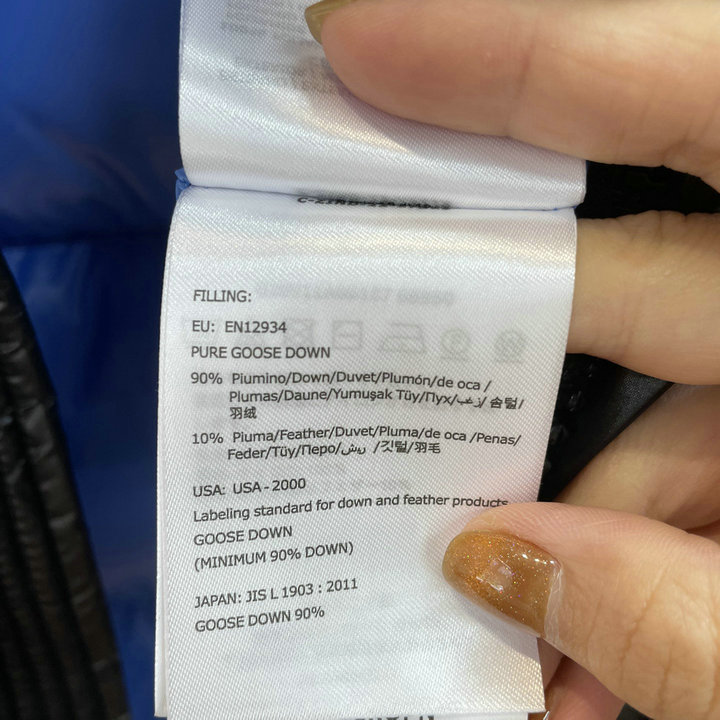 FILLING:
EU: EN12934
PURE GOOSE DOWN
90% Piumino/Down/Duvet/Plumón/de oca /
Plumas/Daune/Yumuşak Tüy/Пух/زغب/솜털/
羽绒
10% Piuma/Feather/Duvet/Pluma/de oca /Penas/
Feder/Tüy/Перо/ريش /깃털/羽毛
USA: USA-2000
Labeling standard for down and feather products
GOOSE DOWN
(MINIMUM 90% DOWN)
JAPAN: JIS L 1903 : 2011
GOOSE DOWN 90%